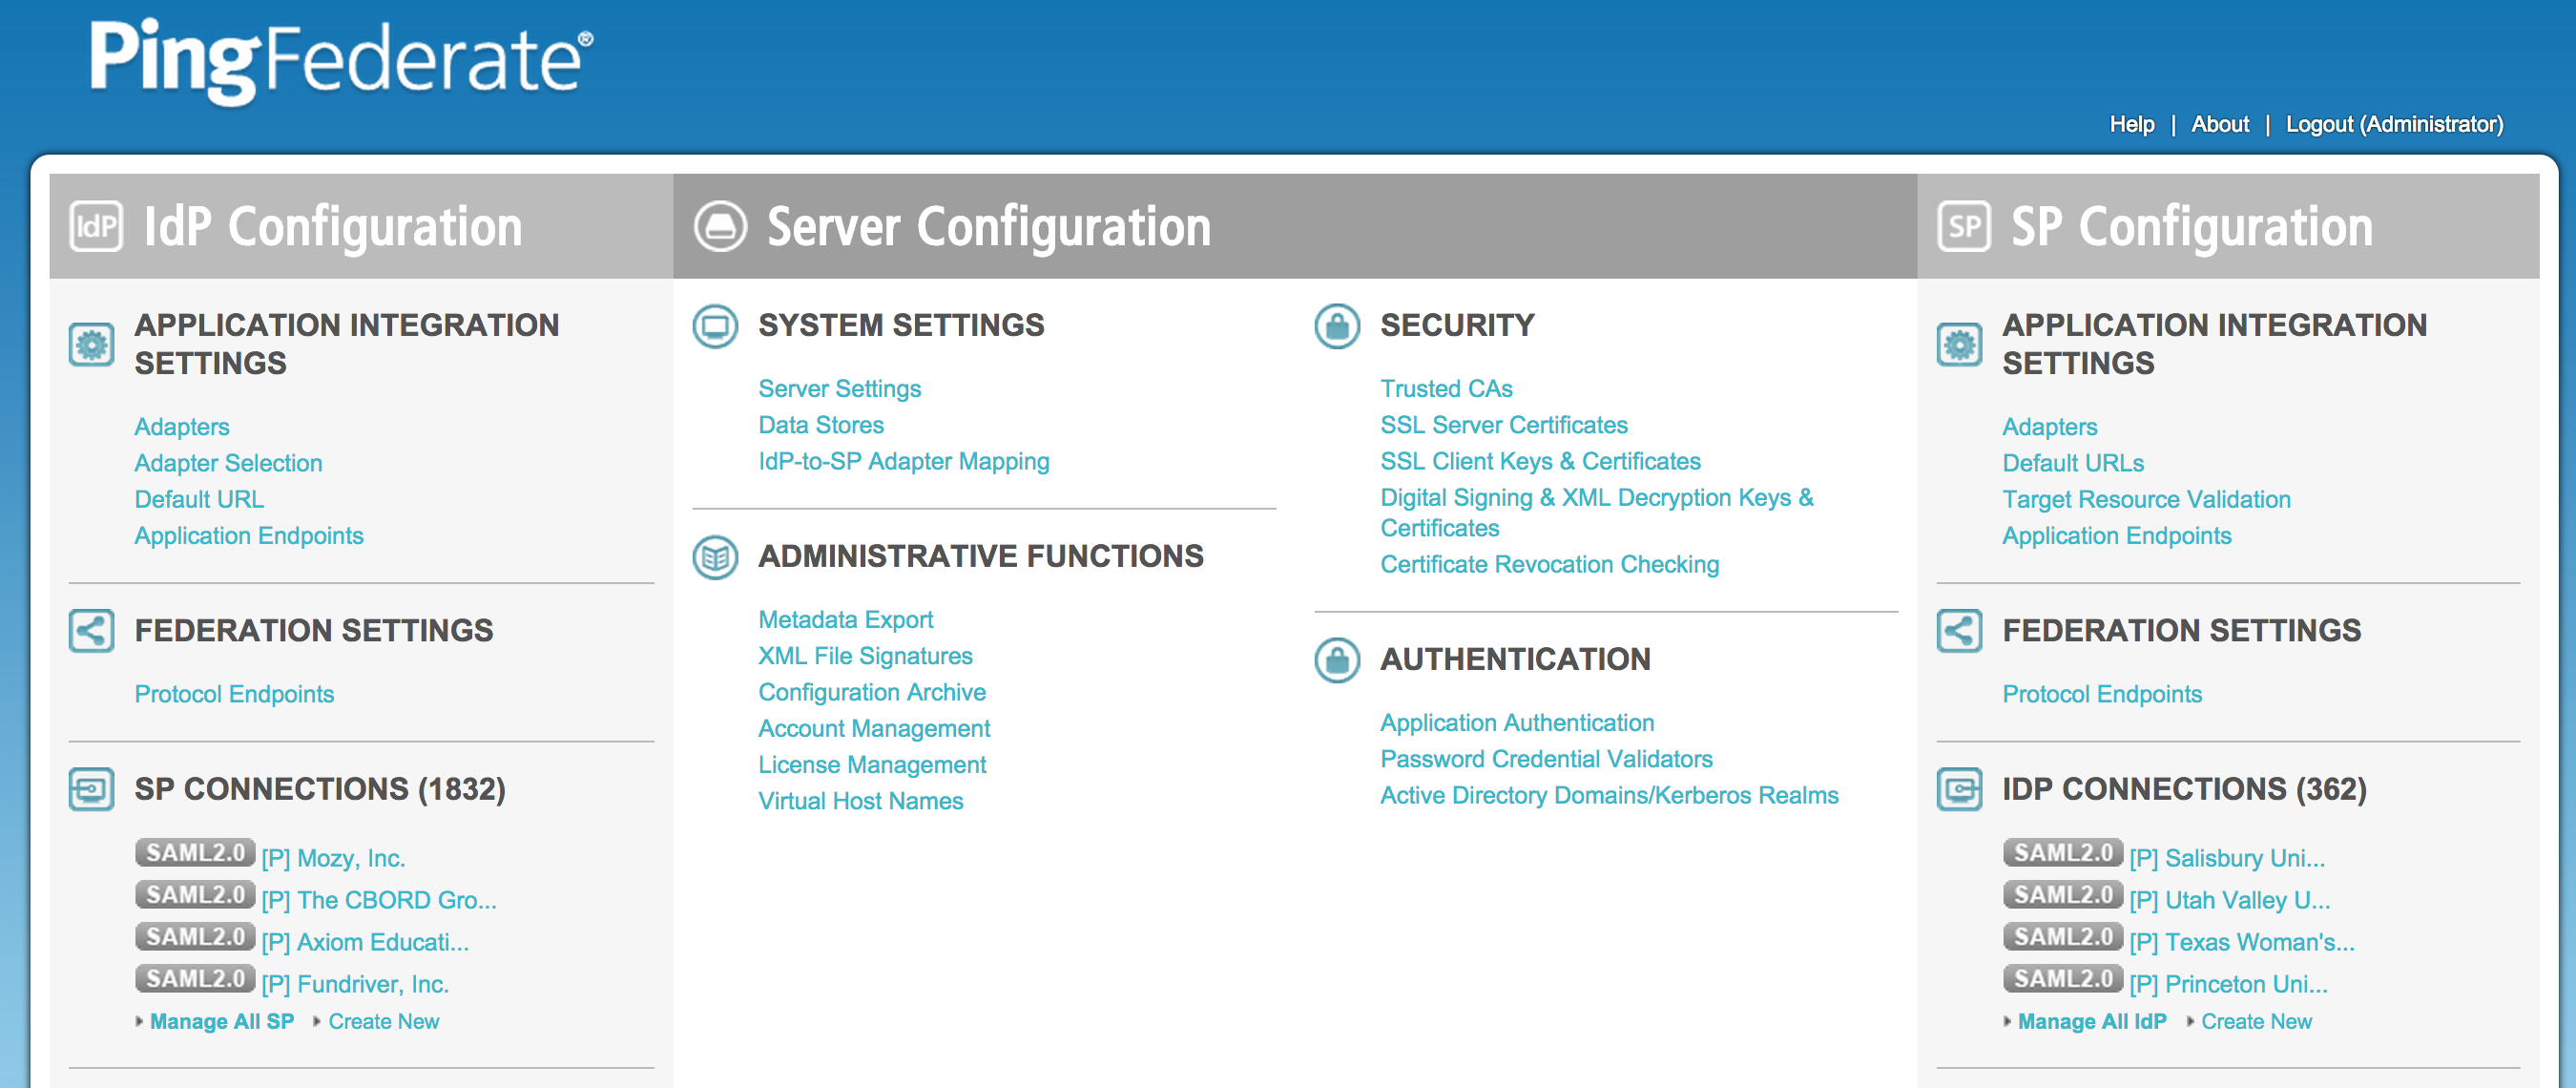 PingFederate®
Help | About | Logout (Administrator)
IdP IdP Configuration
APPLICATION INTEGRATION
SETTINGS
Adapters
Adapter Selection
Default URL
Application Endpoints
FEDERATION SETTINGS
Protocol Endpoints
SP CONNECTIONS (1832)
SAML2.0 [P] Mozy, Inc.
SAML2.0 [P] The CBORD Gro...
SAML2.0 [P] Axiom Educati...
SAML2.0 [P] Fundriver, Inc.
Manage All SP Create New
Server Configuration
SYSTEM SETTINGS
Server Settings
Data Stores
IdP-to-SP Adapter Mapping
ADMINISTRATIVE FUNCTIONS
Metadata Export
XML File Signatures
Configuration Archive
Account Management
License Management
Virtual Host Names
SECURITY
Trusted CAs
SSL Server Certificates
SSL Client Keys & Certificates
Digital Signing & XML Decryption Keys &
Certificates
Certificate Revocation Checking
AUTHENTICATION
Application Authentication
Password Credential Validators
Active Directory Domains/Kerberos Realms
SP SP Configuration
APPLICATION INTEGRATION
SETTINGS
Adapters
Default URLs
Target Resource Validation
Application Endpoints
FEDERATION SETTINGS
Protocol Endpoints
IDP CONNECTIONS (362)
SAML2.0 [P] Salisbury Uni...
SAML2.0 [P] Utah Valley U...
SAML2.0 [P] Texas Woman's...
SAML2.0 [P] Princeton Uni...
Manage All IdP Create New